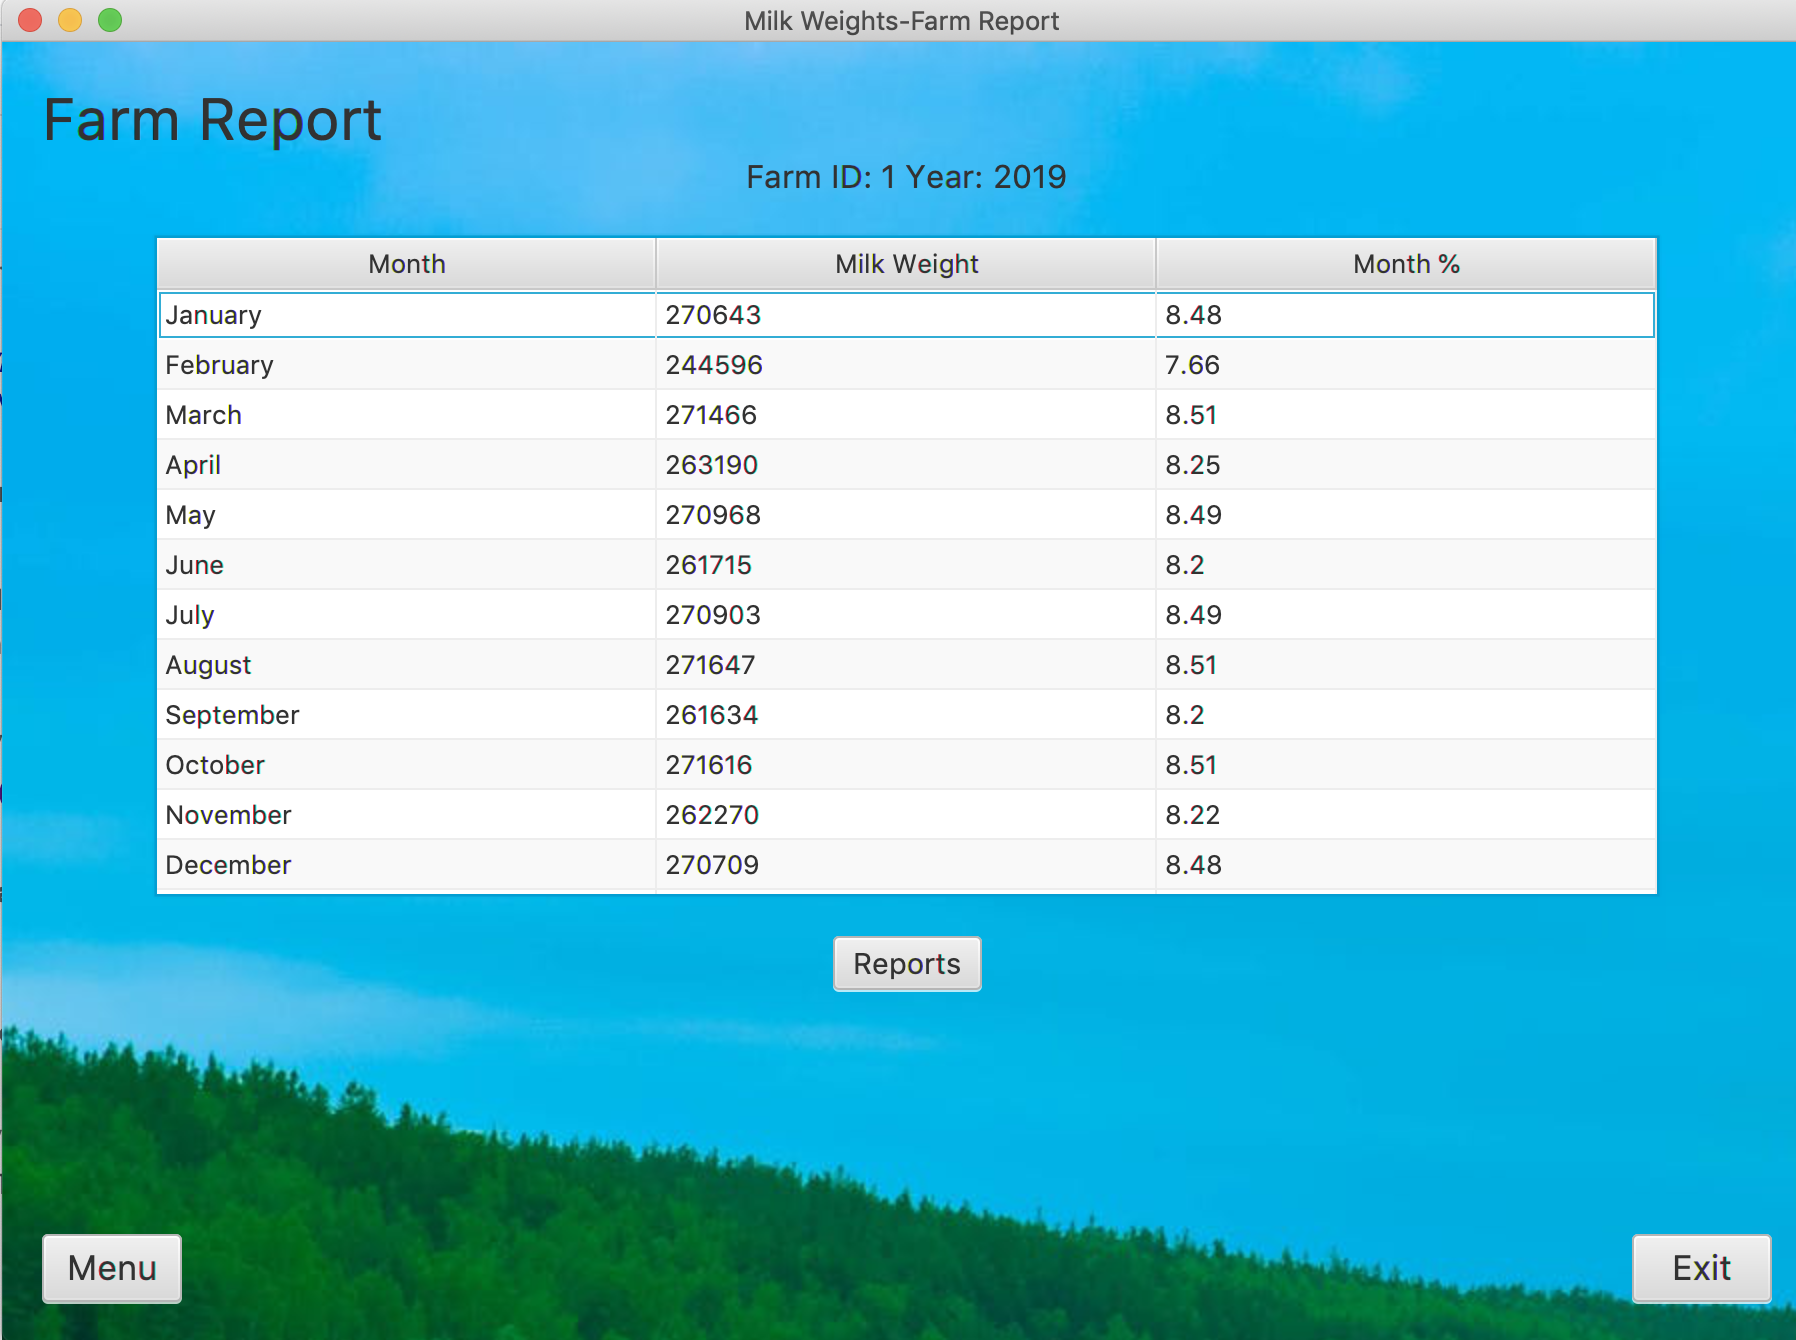 Milk Weights-Farm Report
Farm Report
Farm ID: 1 Year: 2019
Month Milk Weight Month %
January 270643 8.48
February 244596 7.66
March 271466 8.51
April 263190 8.25
May 270968 8.49
June 261715 8.2
July 270903 8.49
August 271647 8.51
September 261634 8.2
October 271616 8.51
November 262270 8.22
December 270709 8.48
Reports
Menu Exit